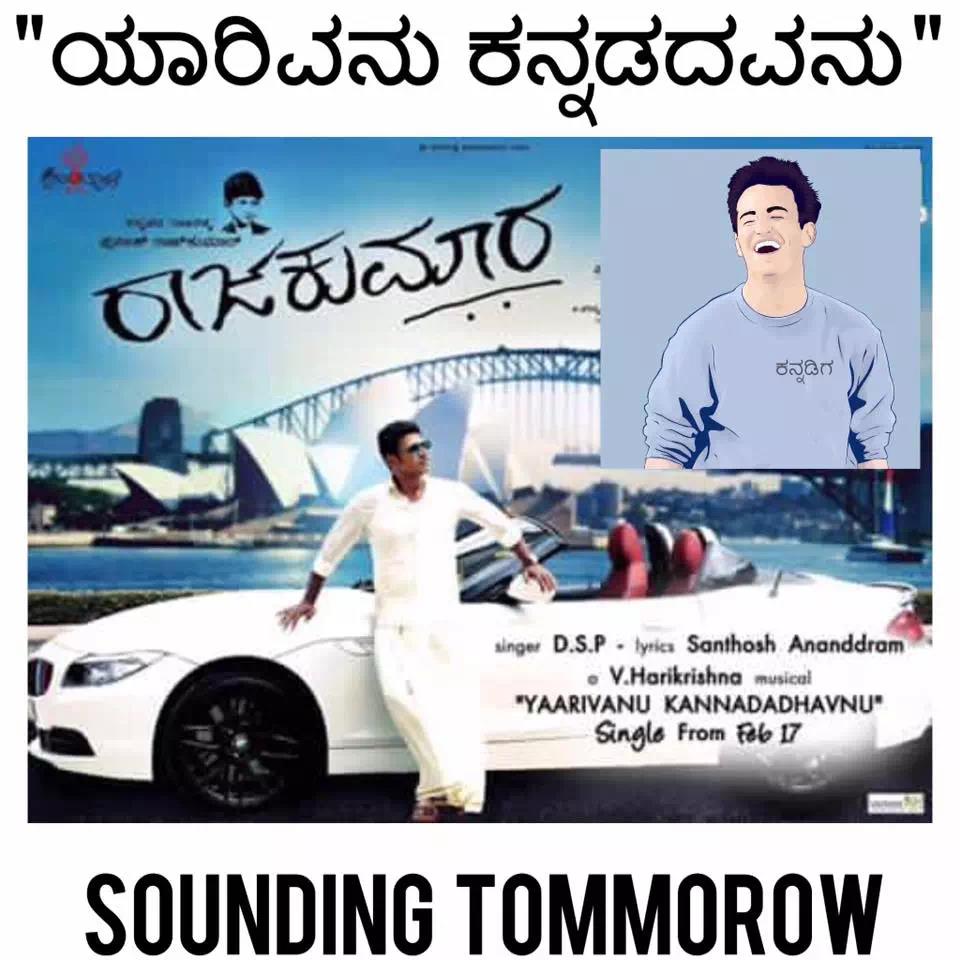 "ಯಾರಿವನು ಕನ್ನಡದವನು"
ರಾಜಕುಮಾರ
ಕನ್ನಡಿಗ
singer D.S.P - lyrics Santhosh Ananddram
a V.Harikrishna musical
"YAARIVANU KANNADADHAVNU"
Single From Feb 17
SOUNDING TOMMOROW